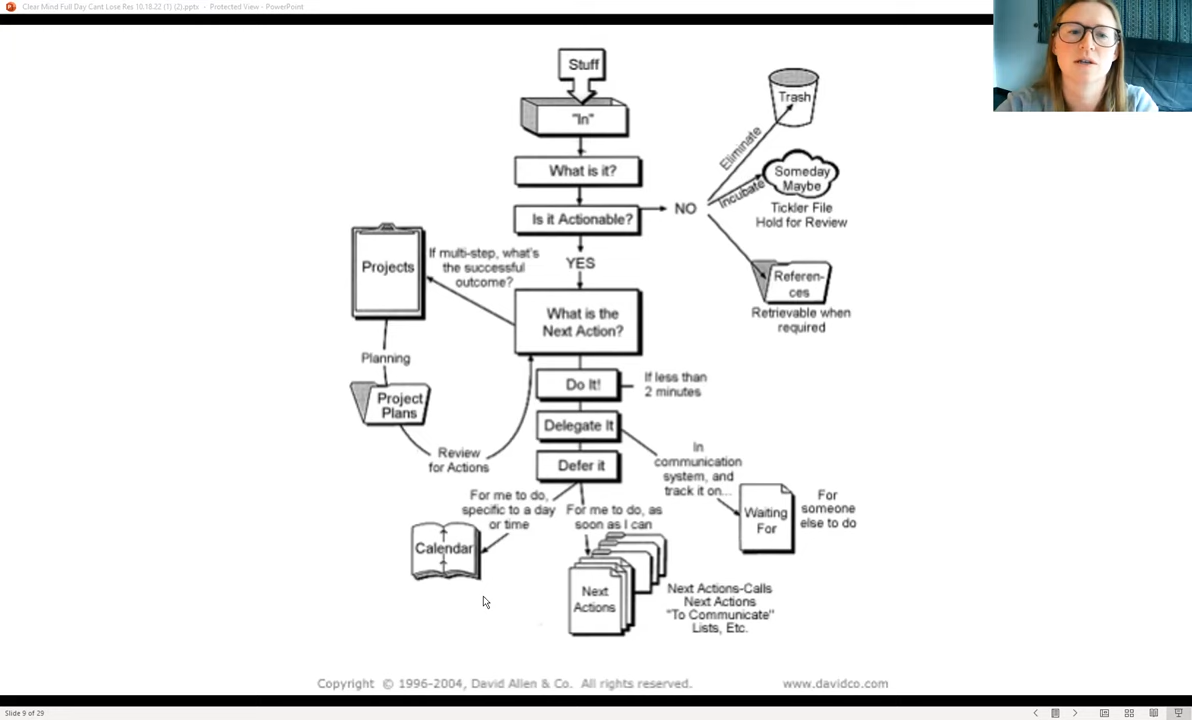 Clear Mind Full Day Cant Lose Res 10.18.22 (1) (2).pptx - Protected View - PowerPoint
Stuff
"In"
What is it?
Is it Actionable?
NO
Eliminate
Trash
Incubate
Someday
Maybe
Tickler File
Hold for Review
Referen-
ces
Retrievable when
required
YES
What is the
Next Action?
If multi-step, what's
the successful
outcome?
Projects
Planning
Project
Plans
Review
for Actions
Do It!
If less than
2 minutes
Delegate It
In
communication
system, and
track it on...
Waiting
For
For
someone
else to do
Defer it
For me to do,
specific to a day
or time
Calendar
For me to do, as
soon as I can
Next
Actions
Next Actions-Calls
Next Actions
"To Communicate"
Lists, Etc.
Copyright © 1996-2004, David Allen & Co. All rights reserved.
www.davidco.com
Slide 9 of 29